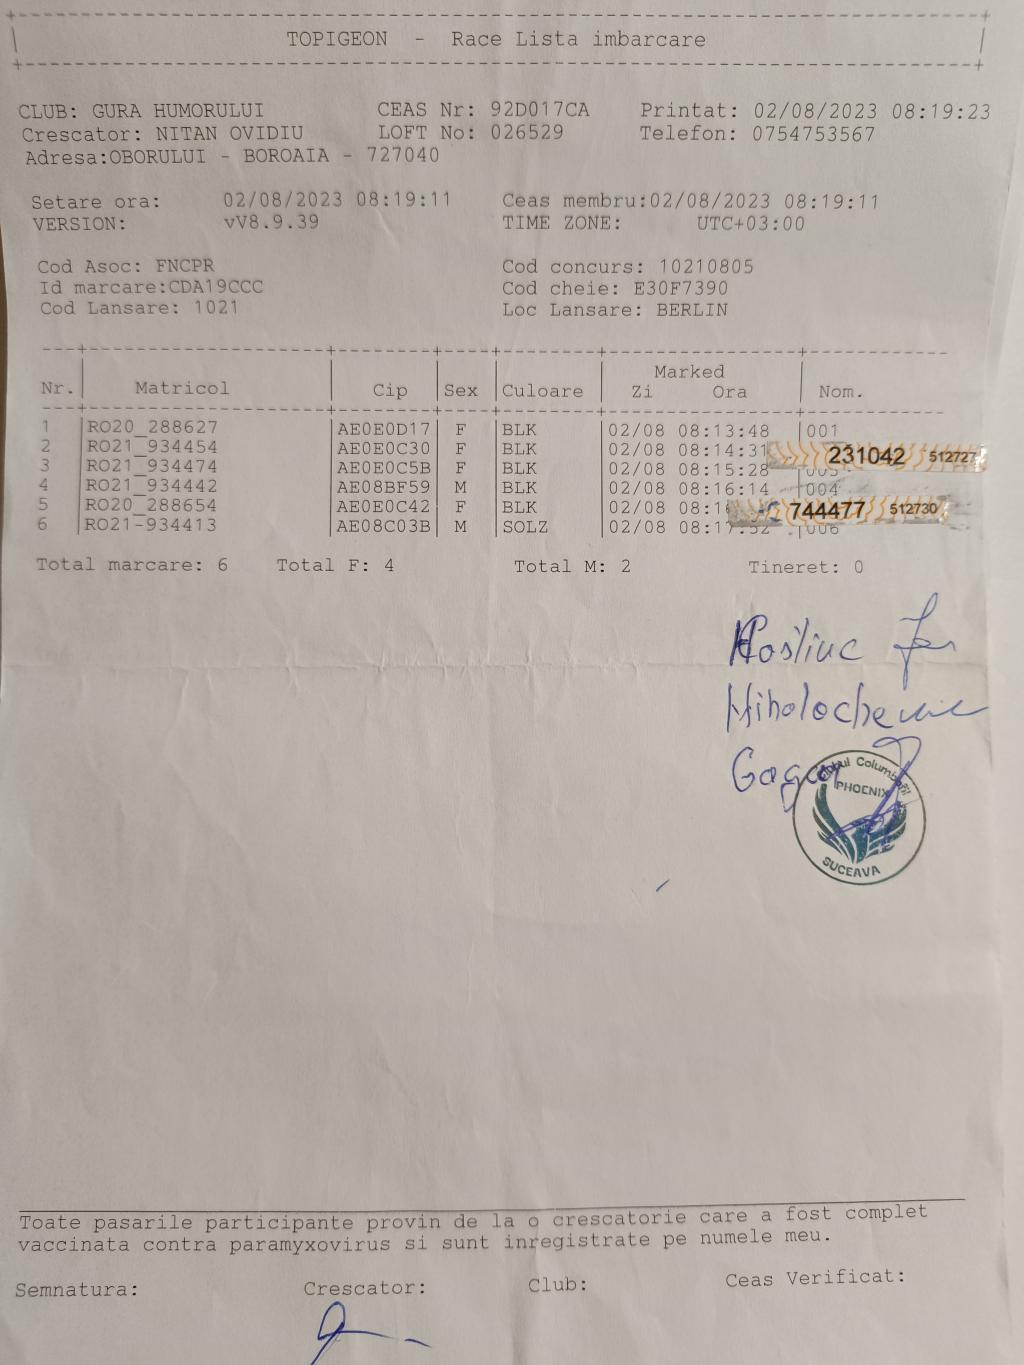 TOPIGEON - Race Lista imbarcare
CLUB: GURA HUMORULUI CEAS Nr: 92D017CA Printat: 02/08/2023 08:19:23
Crescator: NITAN OVIDIU LOFT No: 026529 Telefon: 0754753567
Adresa:OBORULUI - BOROAIA - 727040
Setare ora: 02/08/2023 08:19:11 Ceas membru:02/08/2023 08:19:11
VERSION: vV8.9.39 TIME ZONE: UTC+03:00
Cod Asoc: FNCPR Cod concurs: 10210805
Id marcare:CDA19CCC Cod cheie: E30F7390
Cod Lansare: 1021 Loc Lansare: BERLIN
Marked
Nr. Matricol Cip Sex Culoare Zi Ora Nom.
1 RO20_288627 AE0E0D17 F BLK 02/08 08:13:48 001
2 RO21_934454 AE0E0C30 F BLK 02/08 08:14:31 231042 512727
3 RO21_934474 AE0E0C5B F BLK 02/08 08:15:28 003
4 RO21_934442 AE08BF59 M BLK 02/08 08:16:14 004
5 RO20_288654 AE0E0C42 F BLK 02/08 744477 512730
6 RO21-934413 AE08C03B M SOLZ 02/08 08:17:52 006
Total marcare: 6 Total F: 4 Total M: 2 Tineret: 0
Clubul Columbofil
PHOENIX
SUCEAVA
Toate pasarile participante provin de la o crescatorie care a fost complet
vaccinata contra paramyxovirus si sunt inregistrate pe numele meu.
Semnatura: Crescator: Club: Ceas Verificat: